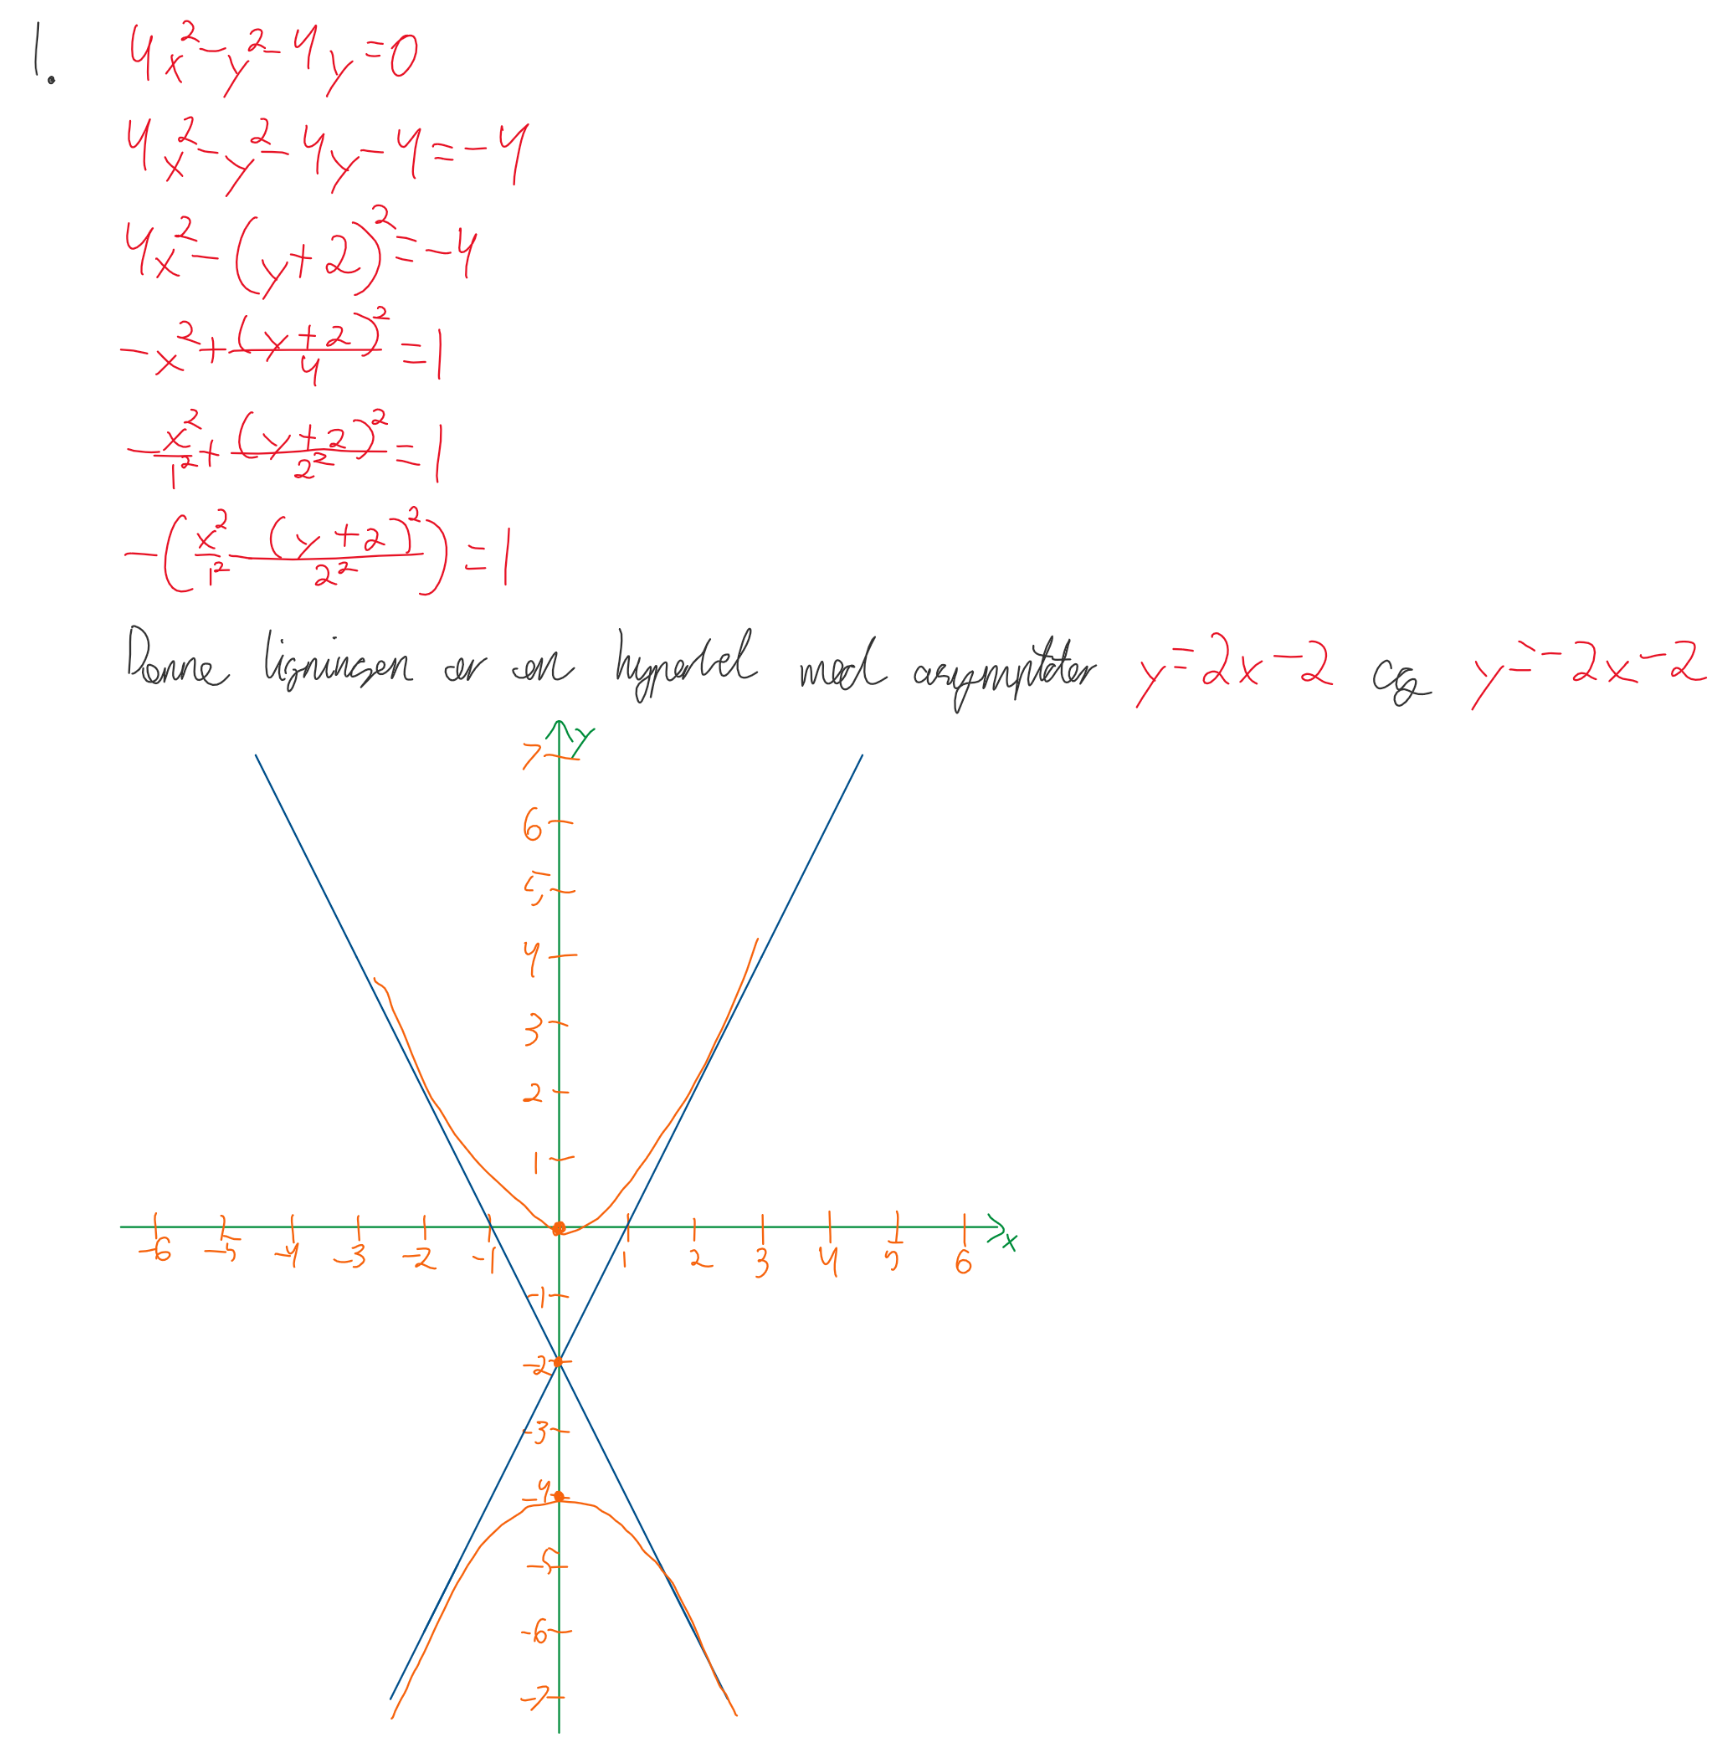 1. 4x²-y²-4y=0
4x²-y²-4y-4=-4
4x²-(y+2)²=-4
-x²+(y+2)²/4=1
-x²/1²+(y+2)²/2²=1
-(x²/1²-(y+2)²/2²)=1
Denne ligningen er en hyperbel med asymptoter y=2x-2 og y=-2x-2
y
7
6
5
4
3
2
1
-6 -5 -4 -3 -2 -1 1 2 3 4 5 6 x
-1
-2
-3
-4
-5
-6
-7